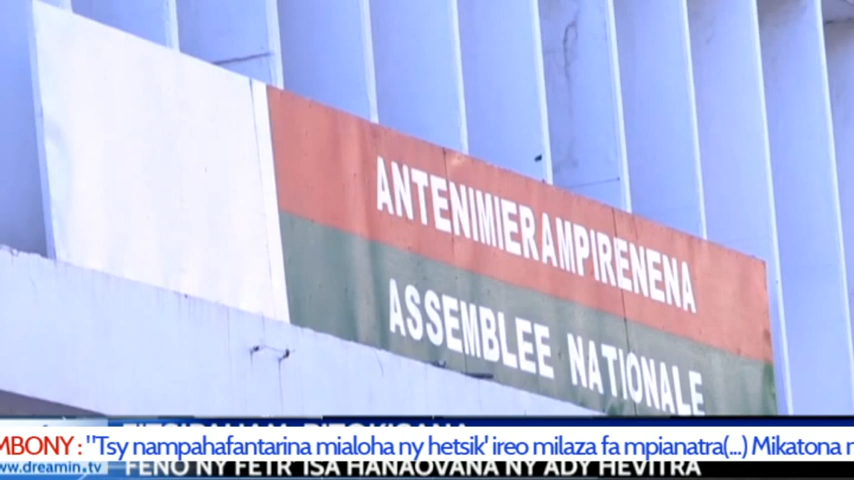 ANTENIMIERAMPIRENENA
ASSEMBLEE NATIONALE
MBONY : "Tsy nampahafantarina mialoha ny hetsik' ireo milaza fa mpianatra(...) Mikatona
www.dreamin.tv
FENO NY FETR'ISA HANAOVANA NY ADY HEVITRA